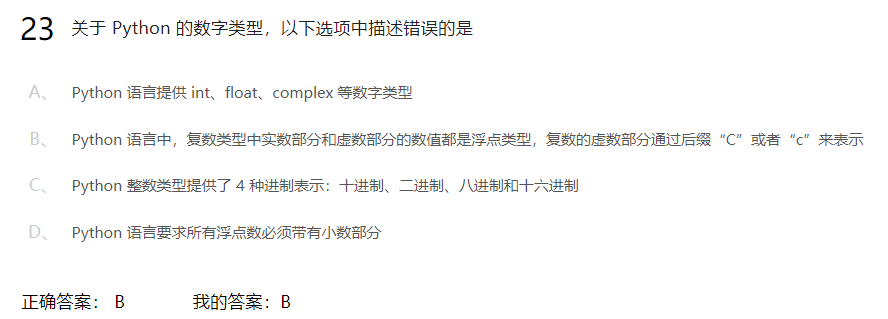 23 关于 Python 的数字类型，以下选项中描述错误的是
A、 Python 语言提供 int、float、complex 等数字类型
B、 Python 语言中，复数类型中实数部分和虚数部分的数值都是浮点类型，复数的虚数部分通过后缀“C”或者“c”来表示
C、 Python 整数类型提供了 4 种进制表示：十进制、二进制、八进制和十六进制
D、 Python 语言要求所有浮点数必须带有小数部分
正确答案： B 我的答案：B